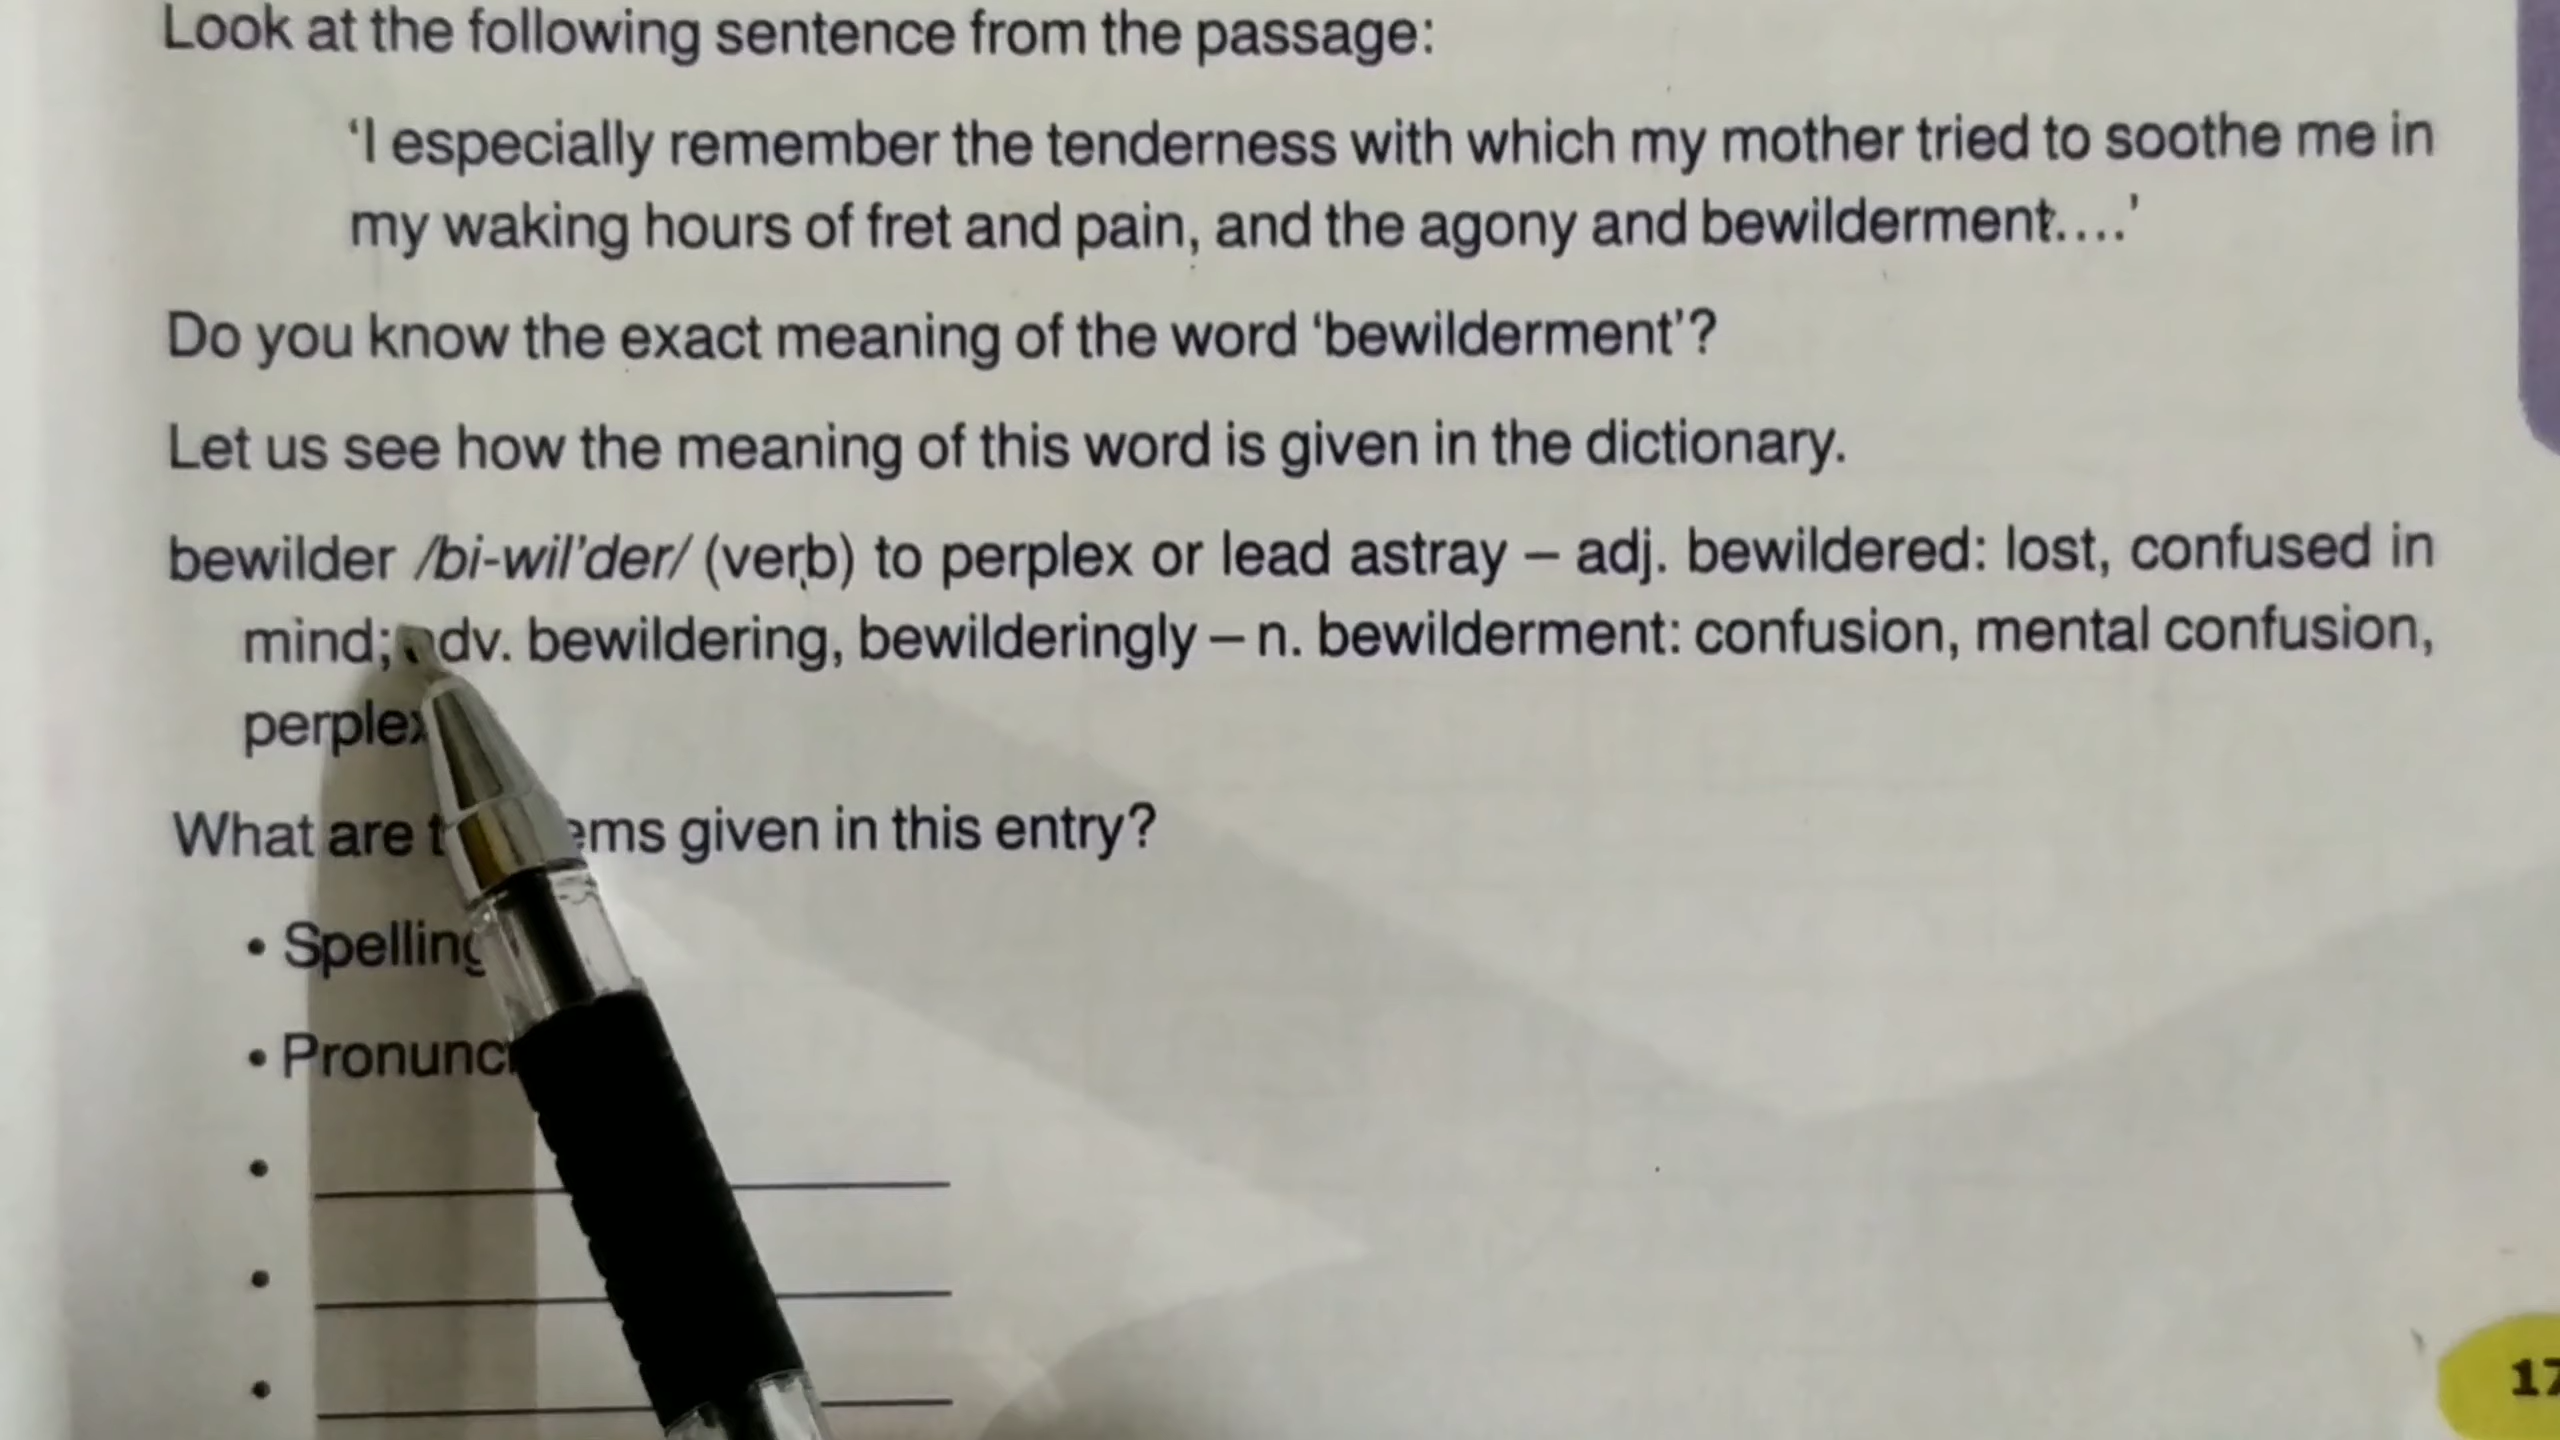 Look at the following sentence from the passage:
‘I especially remember the tenderness with which my mother tried to soothe me in
my waking hours of fret and pain, and the agony and bewilderment....’
Do you know the exact meaning of the word ‘bewilderment’?
Let us see how the meaning of this word is given in the dictionary.
bewilder /bi-wil’der/ (verb) to perplex or lead astray – adj. bewildered: lost, confused in
mind; adv. bewildering, bewilderingly – n. bewilderment: confusion, mental confusion,
What are given in this entry?
• Spelling
•
•
•